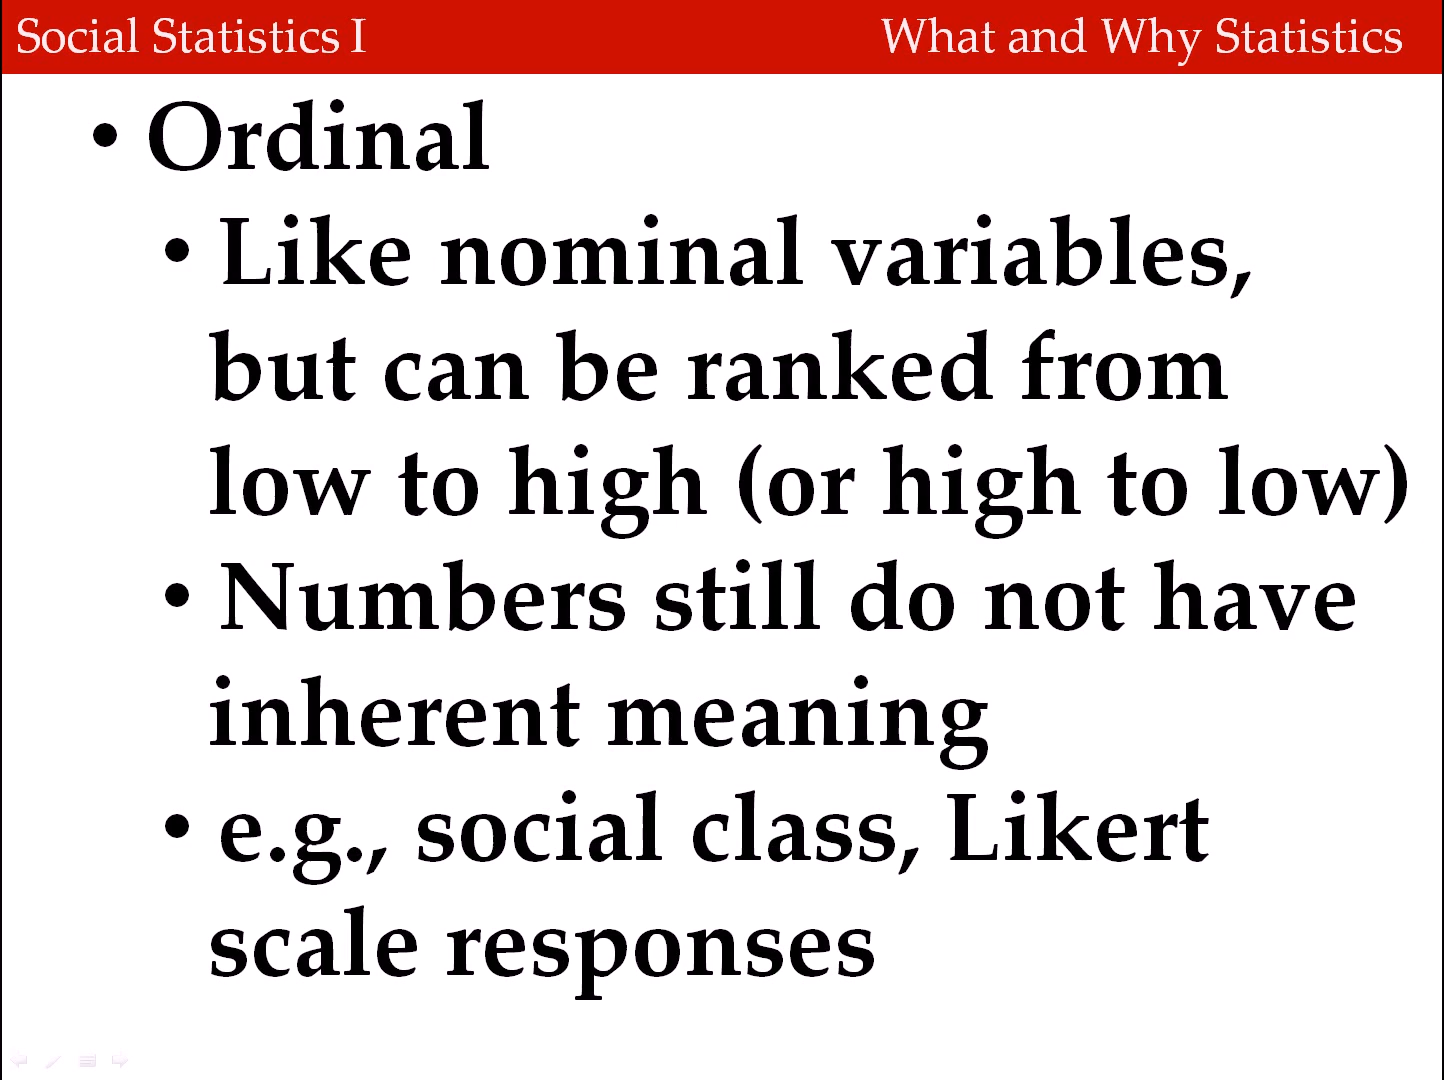 Social Statistics I
What and Why Statistics
• Ordinal
• Like nominal variables,
but can be ranked from
low to high (or high to low)
• Numbers still do not have
inherent meaning
• e.g., social class, Likert
scale responses